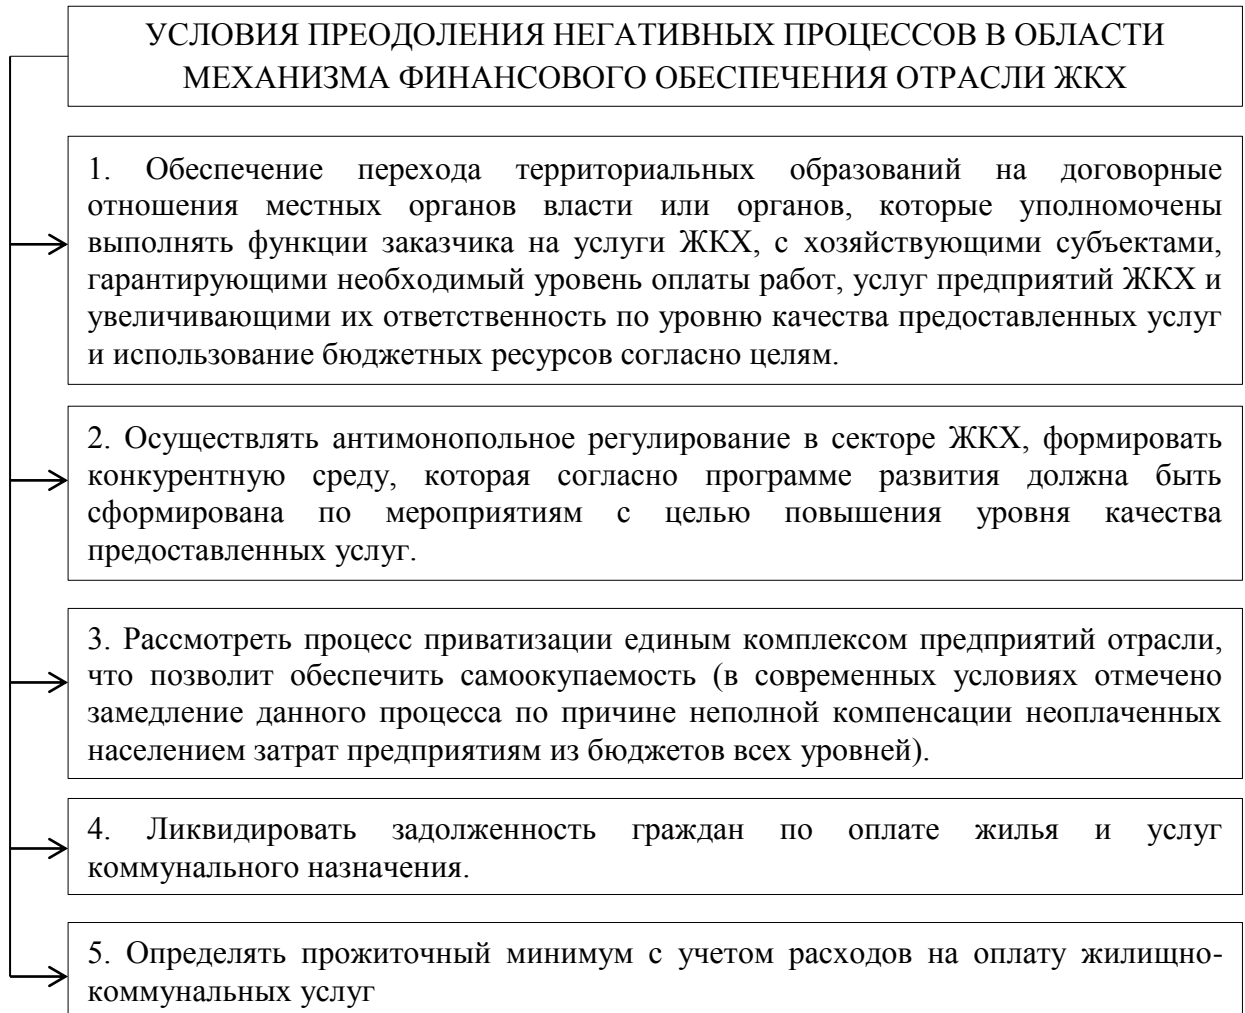 УСЛОВИЯ ПРЕОДОЛЕНИЯ НЕГАТИВНЫХ ПРОЦЕССОВ В ОБЛАСТИ
МЕХАНИЗМА ФИНАНСОВОГО ОБЕСПЕЧЕНИЯ ОТРАСЛИ ЖКХ
1. Обеспечение перехода территориальных образований на договорные
отношения местных органов власти или органов, которые уполномочены
выполнять функции заказчика на услуги ЖКХ, с хозяйствующими субъектами,
гарантирующими необходимый уровень оплаты работ, услуг предприятий ЖКХ и
увеличивающими их ответственность по уровню качества предоставленных услуг
и использование бюджетных ресурсов согласно целям.
2. Осуществлять антимонопольное регулирование в секторе ЖКХ, формировать
конкурентную среду, которая согласно программе развития должна быть
сформирована по мероприятиям с целью повышения уровня качества
предоставленных услуг.
3. Рассмотреть процесс приватизации единым комплексом предприятий отрасли,
что позволит обеспечить самоокупаемость (в современных условиях отмечено
замедление данного процесса по причине неполной компенсации неоплаченных
населением затрат предприятиям из бюджетов всех уровней).
4. Ликвидировать задолженность граждан по оплате жилья и услуг
коммунального назначения.
5. Определять прожиточный минимум с учетом расходов на оплату жилищно-
коммунальных услуг